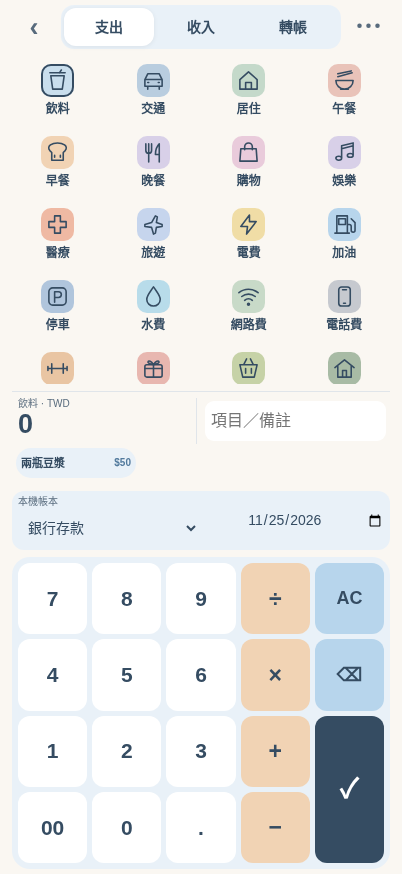 ‹ 支出 收入 轉帳 •••
飲料 交通 居住 午餐
早餐 晚餐 購物 娛樂
醫療 旅遊 電費 加油
P
停車 水費 網路費 電話費
飲料 · TWD
0
項目／備註
兩瓶豆漿 $50
本機帳本
銀行存款
11/25/2026
7 8 9 ÷ AC
4 5 6 × ⌫
1 2 3 + ✓
00 0 . −